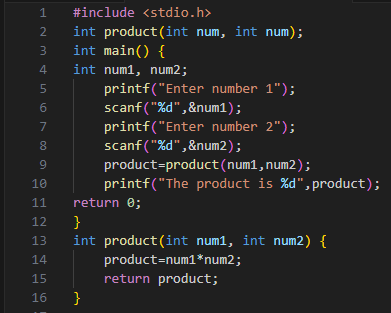 1 #include <stdio.h>
2 int product(int num, int num);
3 int main() {
4 int num1, num2;
5     printf("Enter number 1");
6     scanf("%d",&num1);
7     printf("Enter number 2");
8     scanf("%d",&num2);
9     product=product(num1,num2);
10     printf("The product is %d",product);
11 return 0;
12 }
13 int product(int num1, int num2) {
14     product=num1*num2;
15     return product;
16 }